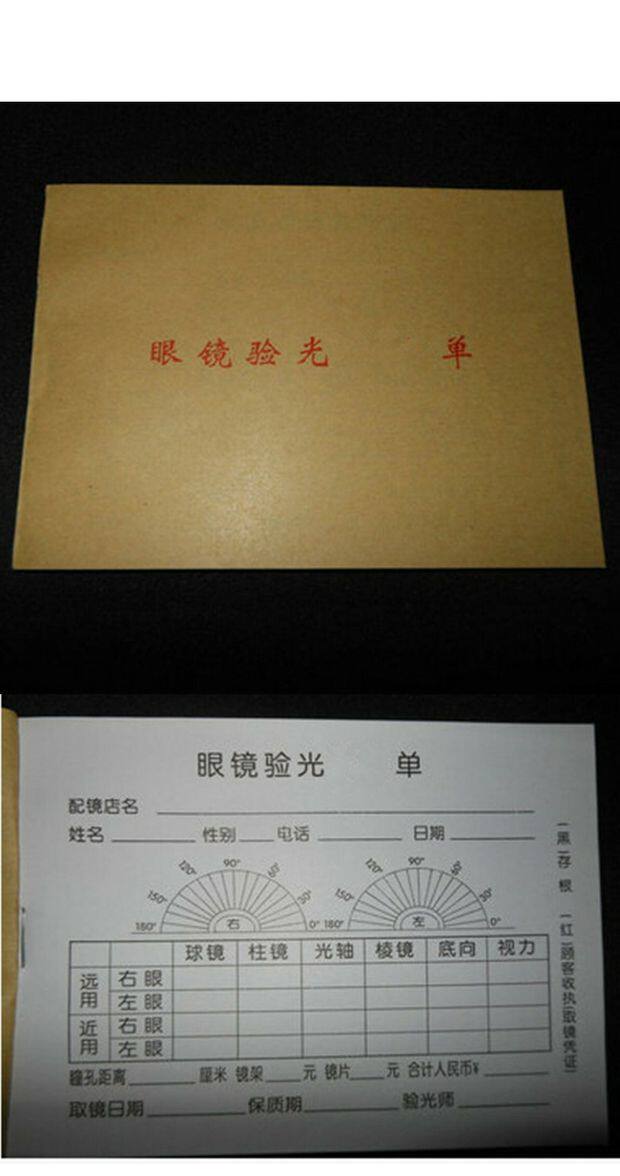 眼镜验光 单
眼镜验光 单
配镜店名
姓名 性别 电话 日期
120° 90° 60° 120° 90° 60°
150° 30° 150° 30°
180° 右 0° 180° 左 0°
球镜 柱镜 光轴 棱镜 底向 视力
远用 右眼
左眼
近用 右眼
左眼
瞳孔距离 厘米 镜架 元 镜片 元 合计人民币¥
取镜日期 保质期 验光师
(黑)存根 (红)顾客收执(取镜凭证)